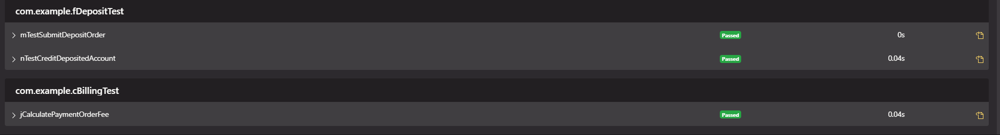 com.example.fDepositTest
mTestSubmitDepositOrder Passed 0s
nTestCreditDepositedAccount Passed 0.04s
com.example.cBillingTest
jCalculatePaymentOrderFee Passed 0.04s